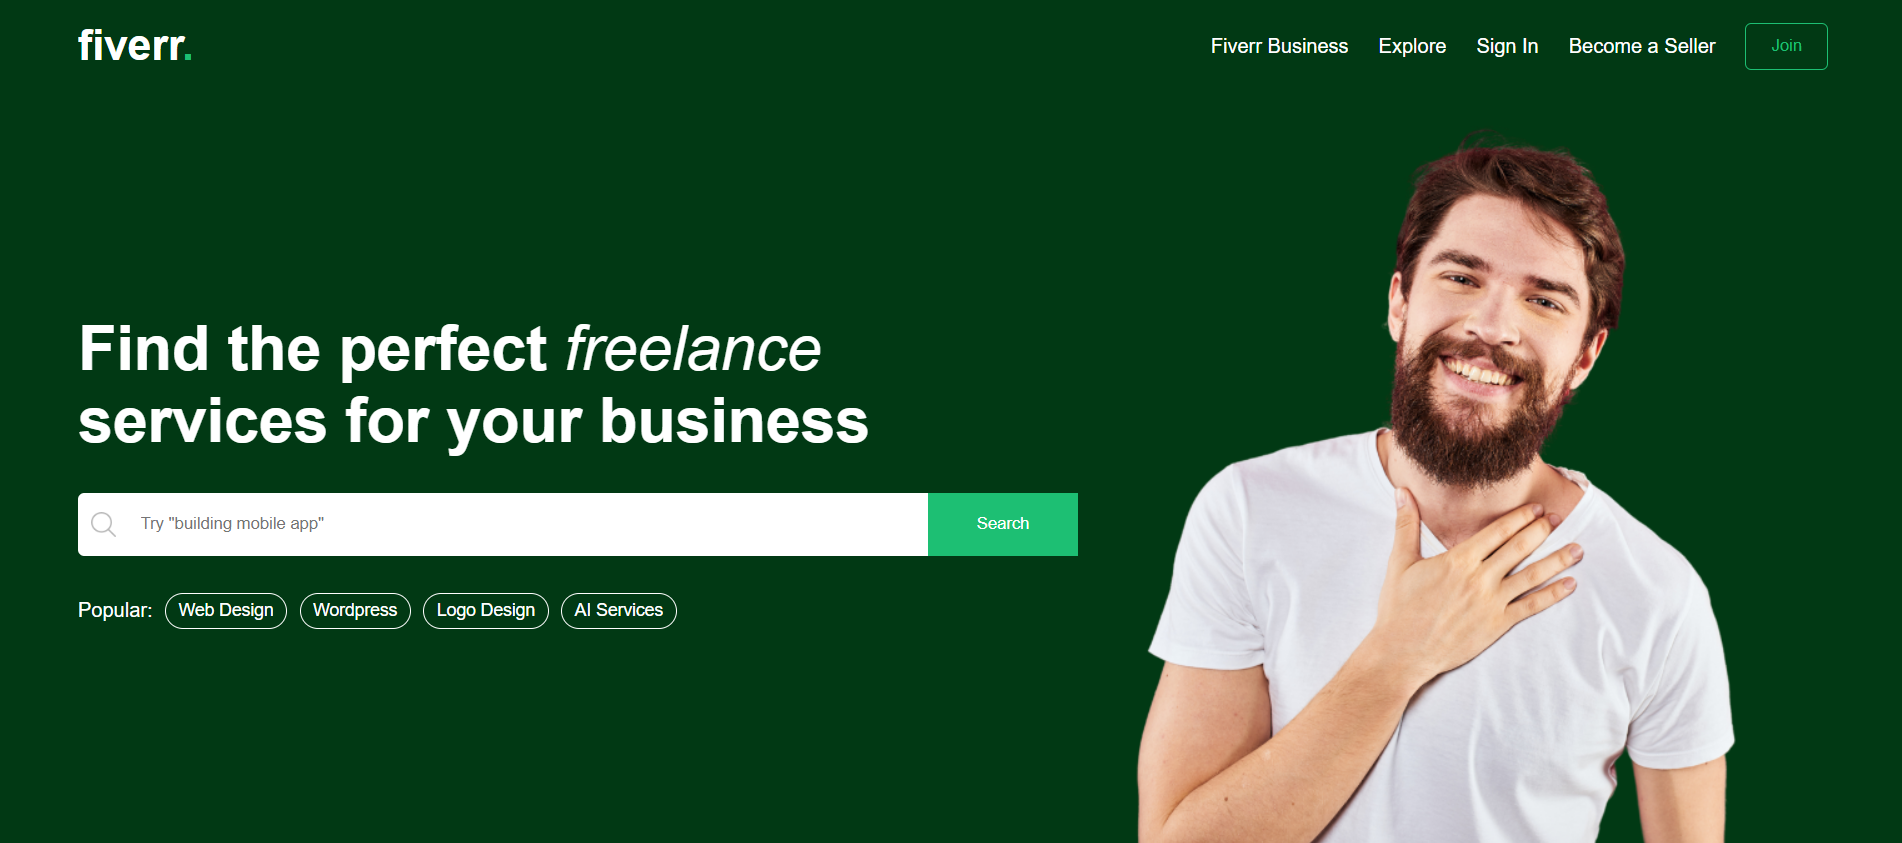 fiverr.
Fiverr Business Explore Sign In Become a Seller Join
Find the perfect freelance
services for your business
Try "building mobile app" Search
Popular: Web Design Wordpress Logo Design AI Services